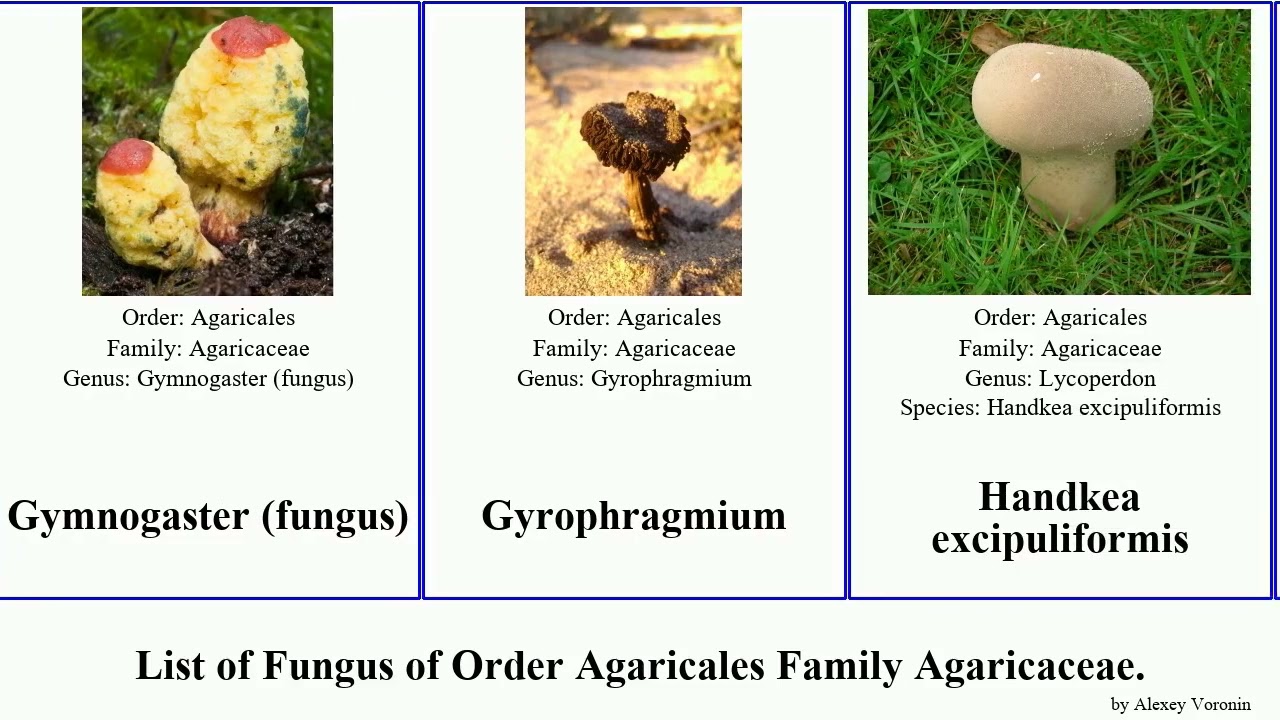 Order: Agaricales
Family: Agaricaceae
Genus: Gymnogaster (fungus)
Gymnogaster (fungus)
Order: Agaricales
Family: Agaricaceae
Genus: Gyrophragmium
Gyrophragmium
Order: Agaricales
Family: Agaricaceae
Genus: Lycoperdon
Species: Handkea excipuliformis
Handkea
excipuliformis
List of Fungus of Order Agaricales Family Agaricaceae.
by Alexey Voronin